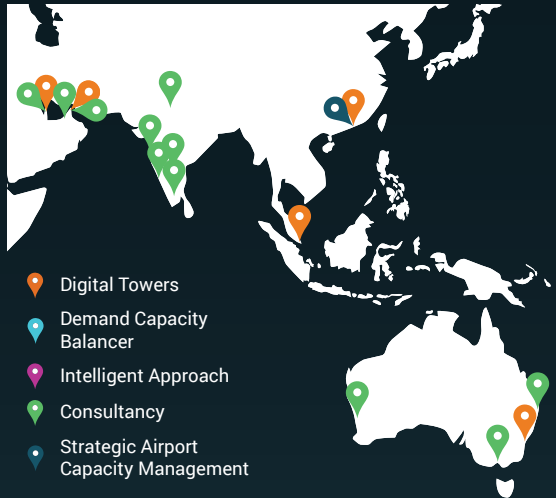 Digital Towers
Demand Capacity
Balancer
Intelligent Approach
Consultancy
Strategic Airport
Capacity Management